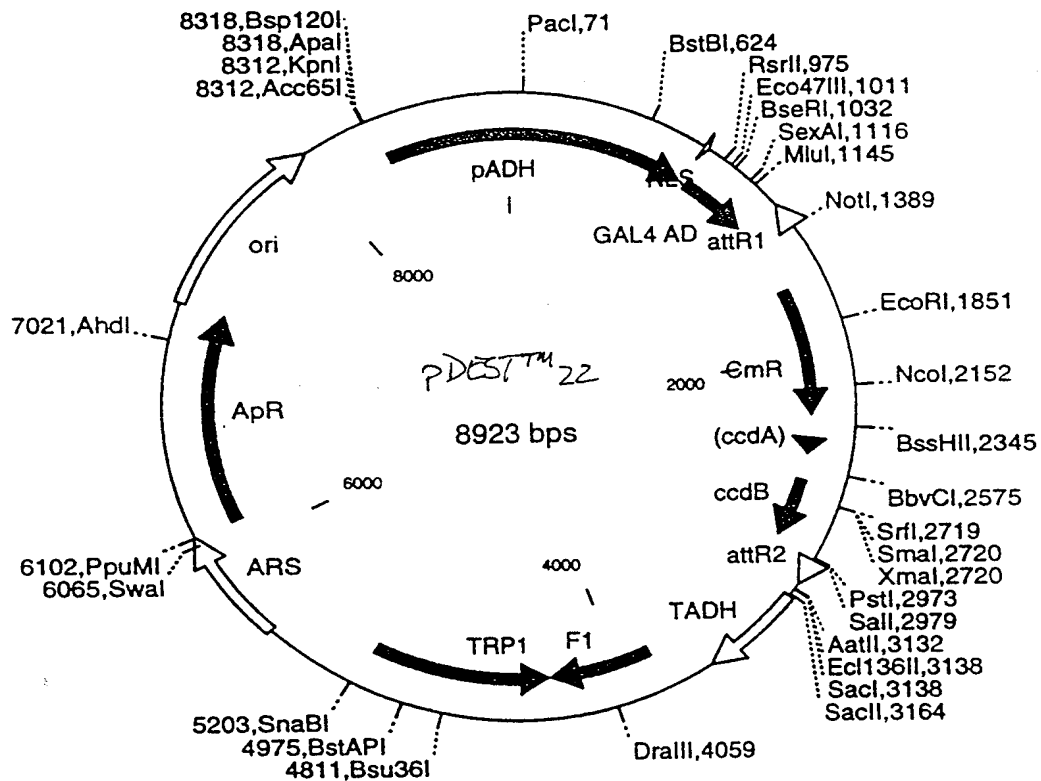 8318,Bsp120I
8318,ApaI
8312,KpnI
8312,Acc65I
PacI,71
BstBI,624
RsrII,975
Eco47III,1011
BseRI,1032
SexAI,1116
MluI,1145
NotI,1389
pADH
NLS
GAL4 AD
attR1
ori
8000
EcoRI,1851
7021,AhdI
pDEST™22
2000
CmR
NcoI,2152
ApR
8923 bps
(ccdA)
BssHII,2345
ccdB
BbvCI,2575
6000
SrfI,2719
SmaI,2720
XmaI,2720
attR2
6102,PpuMI
6065,SwaI
ARS
4000
TADH
PstI,2973
SalI,2979
AatII,3132
Ecl136II,3138
SacI,3138
SacII,3164
TRP1
F1
5203,SnaBI
4975,BstAPI
4811,Bsu36I
DraIII,4059